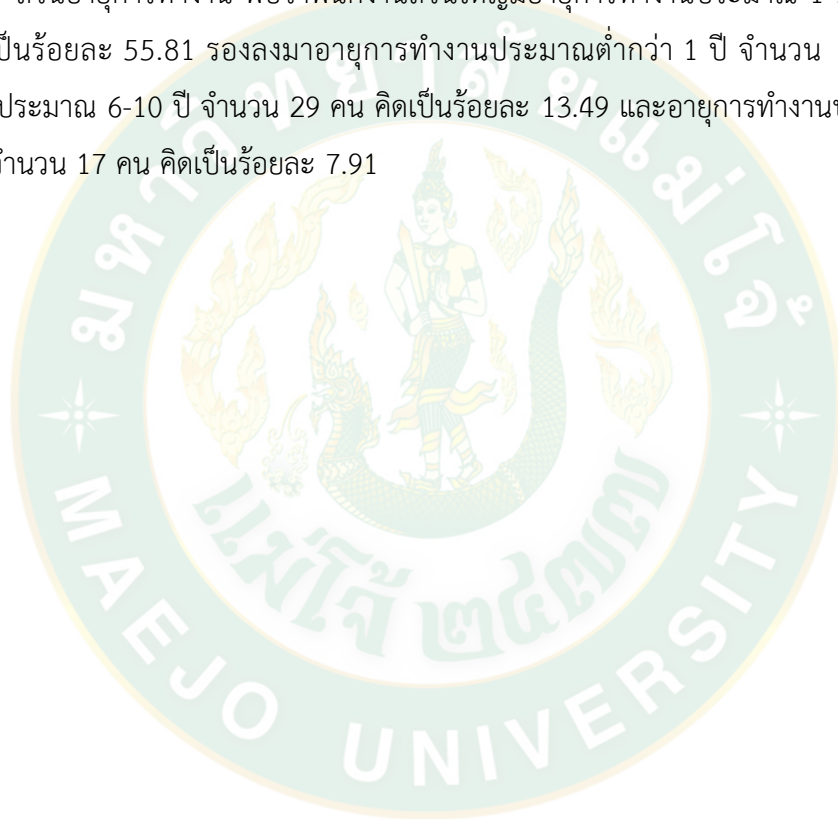 ส่วนอายุการทำงาน พบว่าพนักงานส่วนใหญ่มีอายุการทำงานประมาณ 1
เป็นร้อยละ 55.81 รองลงมาอายุการทำงานประมาณต่ำกว่า 1 ปี จำนวน
ประมาณ 6-10 ปี จำนวน 29 คน คิดเป็นร้อยละ 13.49 และอายุการทำงาน
จำนวน 17 คน คิดเป็นร้อยละ 7.91
มหาวิทยาลัยแม่โจ้
แม่โจ้ ๒๔๗๗
MAEJO UNIVERSITY